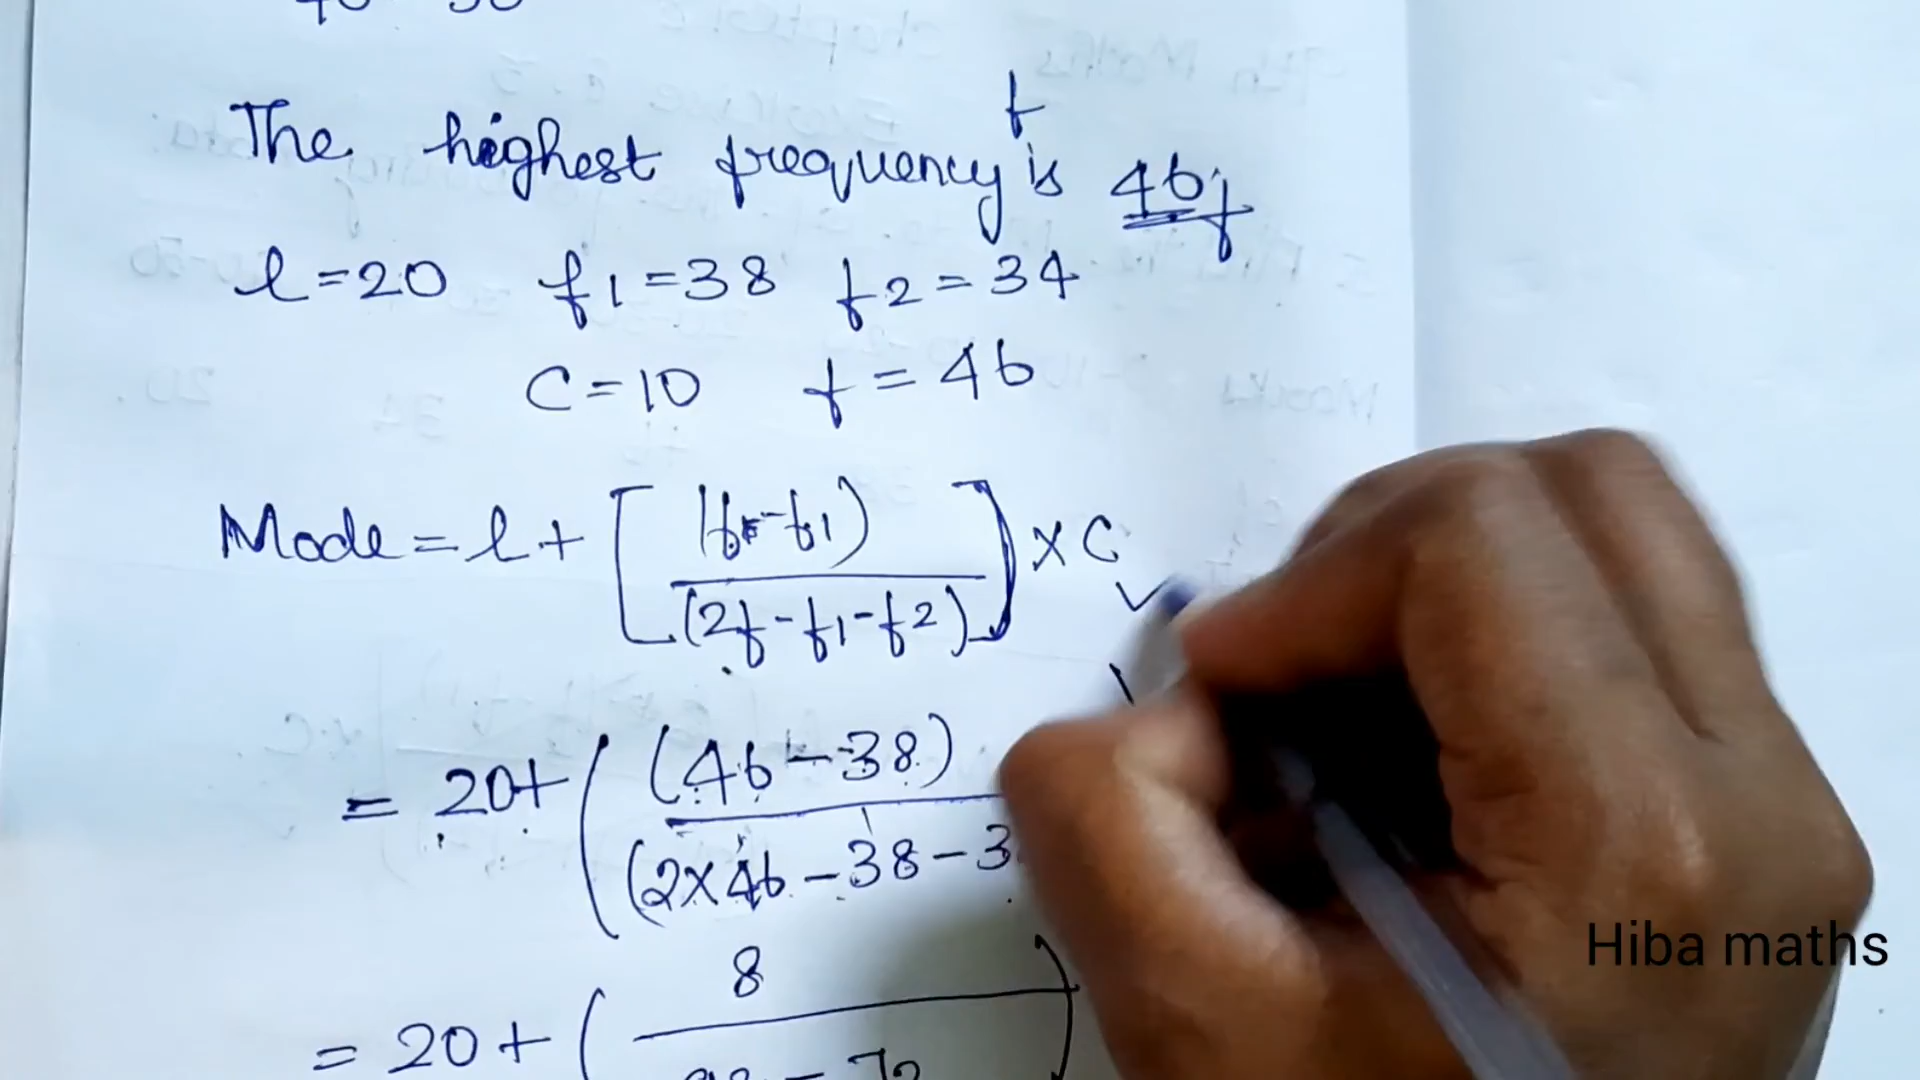 The highest frequency is 46
f
l = 20 f1 = 38 f2 = 34
C = 10 f = 46
Mode = l + [ (f - f1) / (2f - f1 - f2) ] × C
= 20 + ( (46 - 38) / (2 × 46 - 38 - 3
= 20 + ( 8 / - 72 )
Hiba maths